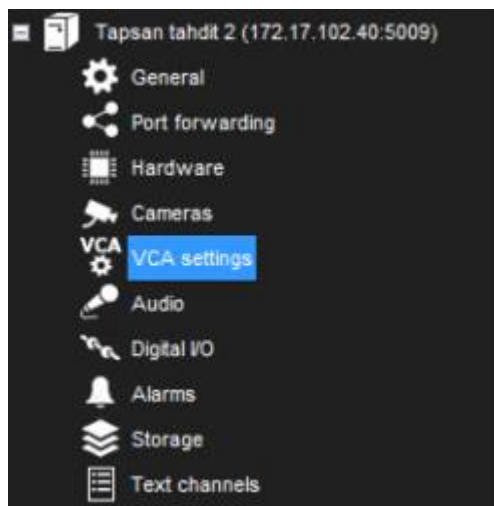 Tapsan tahdit 2 (172.17.102.40:5009)
General
Port forwarding
Hardware
Cameras
VCA
VCA settings
Audio
Digital I/O
Alarms
Storage
Text channels